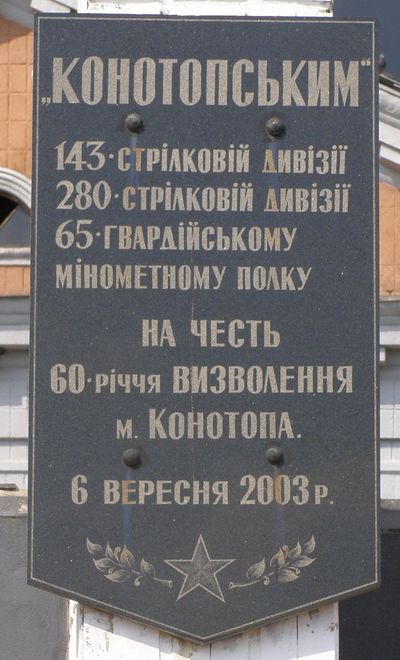 „КОНОТОПСЬКИМ“
143·СТРІЛКОВІЙ ДИВІЗІЇ
280·СТРІЛКОВІЙ ДИВІЗІЇ
65·ГВАРДІЙСЬКОМУ
МІНОМЕТНОМУ ПОЛКУ
НА ЧЕСТЬ
60·РІЧЧЯ ВИЗВОЛЕННЯ
М. КОНОТОПА.
6 ВЕРЕСНЯ 2003 Р.